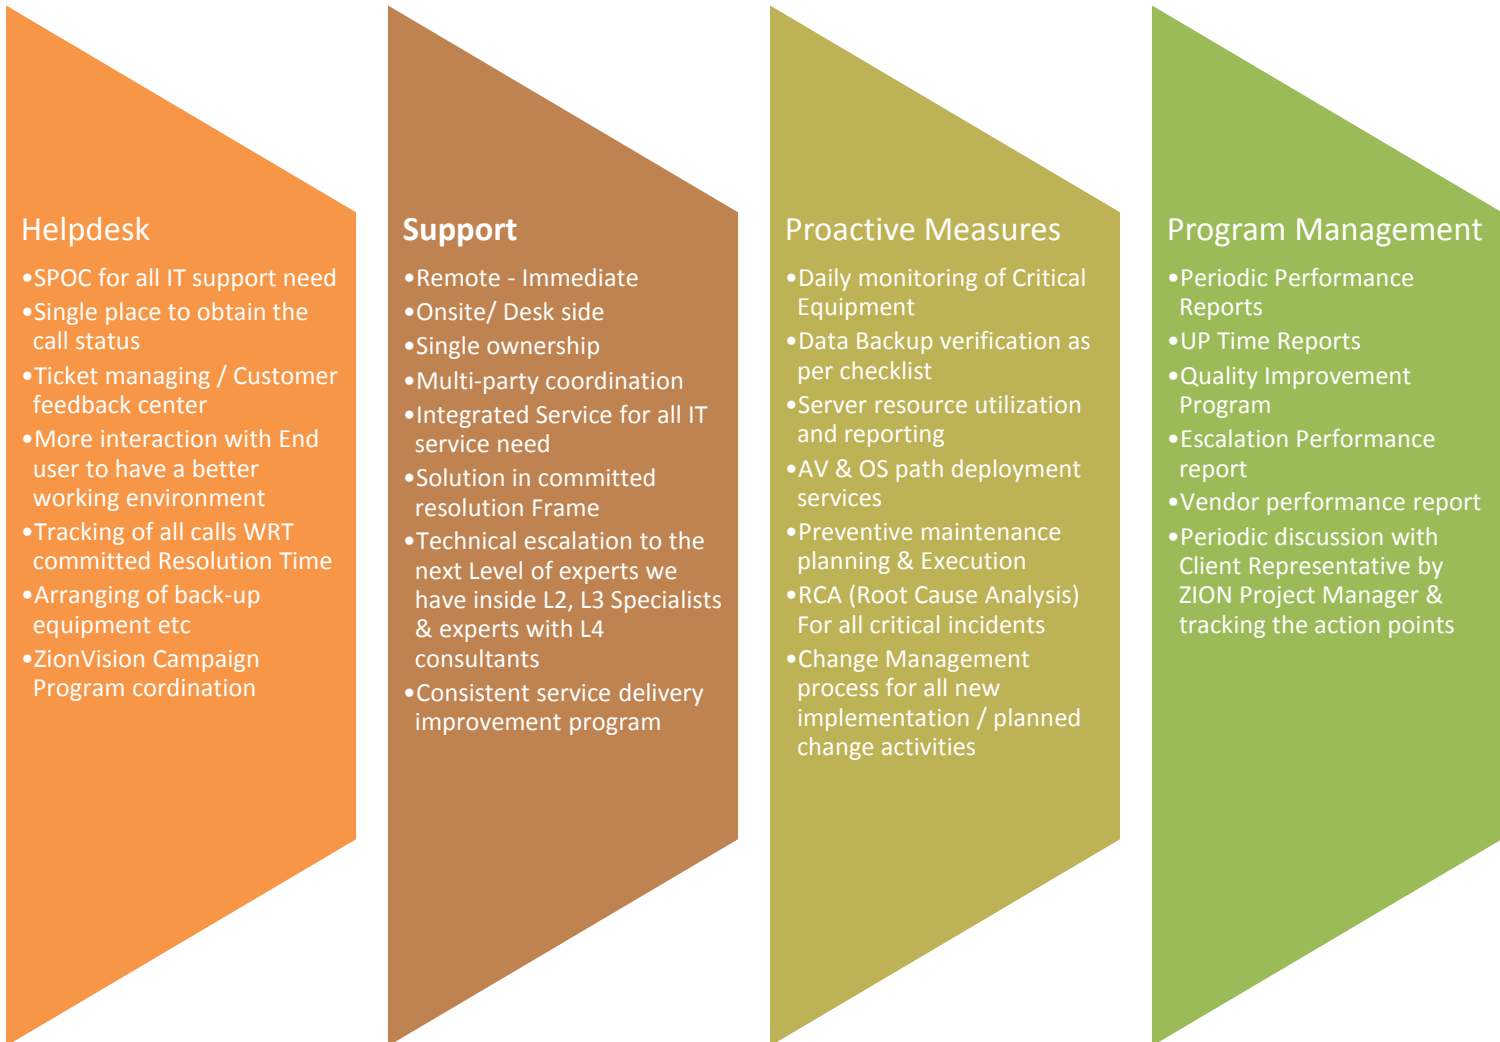 Helpdesk
•SPOC for all IT support need
•Single place to obtain the
call status
•Ticket managing / Customer
feedback center
•More interaction with End
user to have a better
working environment
•Tracking of all calls WRT
committed Resolution Time
•Arranging of back-up
equipment etc
•ZionVision Campaign
Program cordination
Support
•Remote - Immediate
•Onsite/ Desk side
•Single ownership
•Multi-party coordination
•Integrated Service for all IT
service need
•Solution in committed
resolution Frame
•Technical escalation to the
next Level of experts we
have inside L2, L3 Specialists
& experts with L4
consultants
•Consistent service delivery
improvement program
Proactive Measures
•Daily monitoring of Critical
Equipment
•Data Backup verification as
per checklist
•Server resource utilization
and reporting
•AV & OS path deployment
services
•Preventive maintenance
planning & Execution
•RCA (Root Cause Analysis)
For all critical incidents
•Change Management
process for all new
implementation / planned
change activities
Program Management
•Periodic Performance
Reports
•UP Time Reports
•Quality Improvement
Program
•Escalation Performance
report
•Vendor performance report
•Periodic discussion with
Client Representative by
ZION Project Manager &
tracking the action points